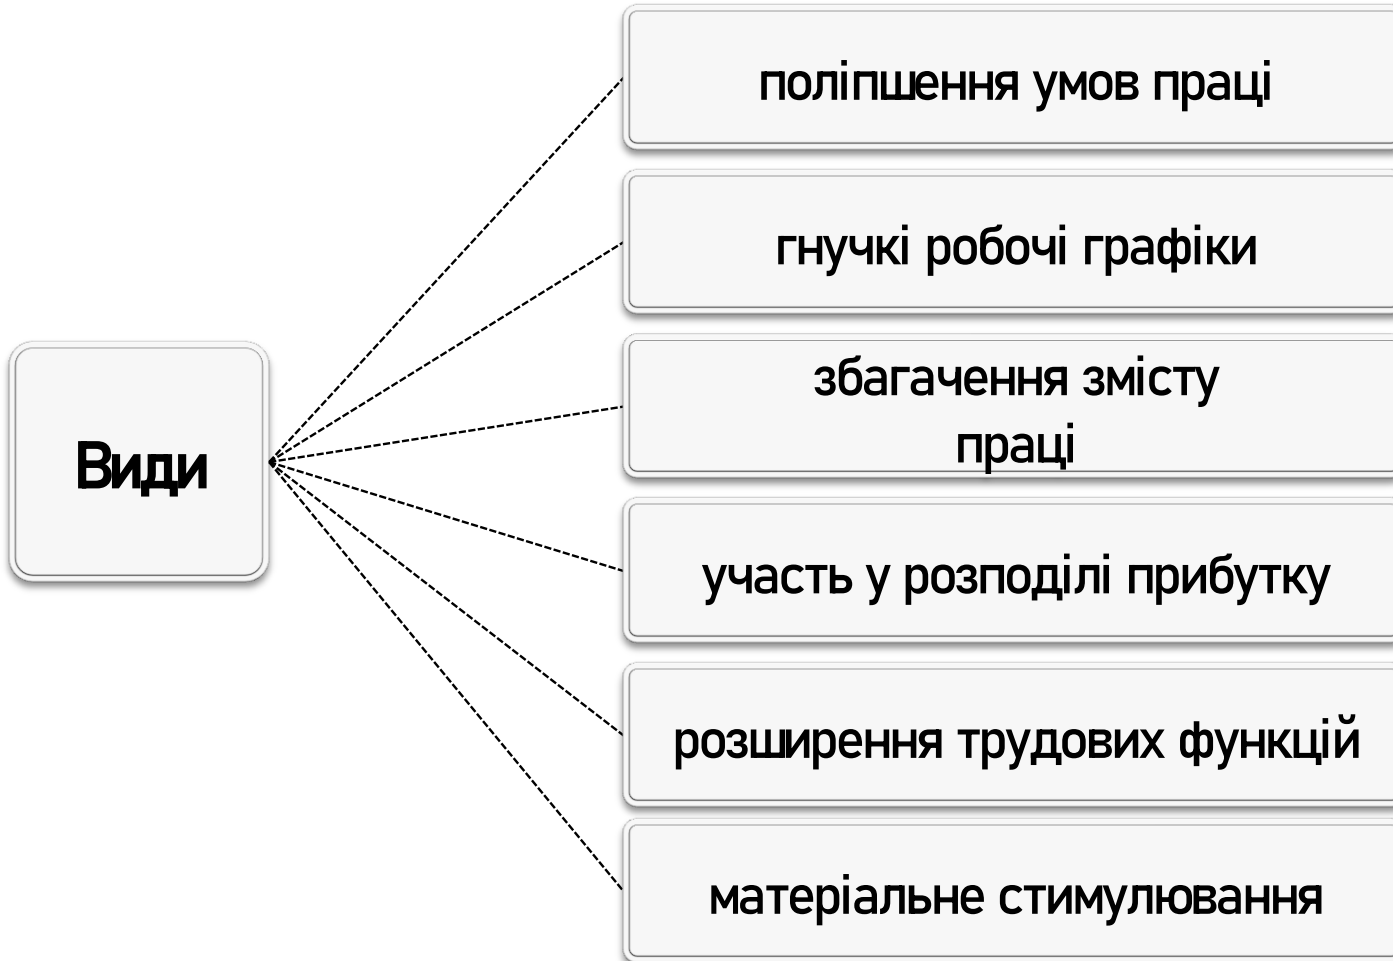 поліпшення умов праці
гнучкі робочі графіки
збагачення змісту
праці
Види
участь у розподілі прибутку
розширення трудових функцій
матеріальне стимулювання